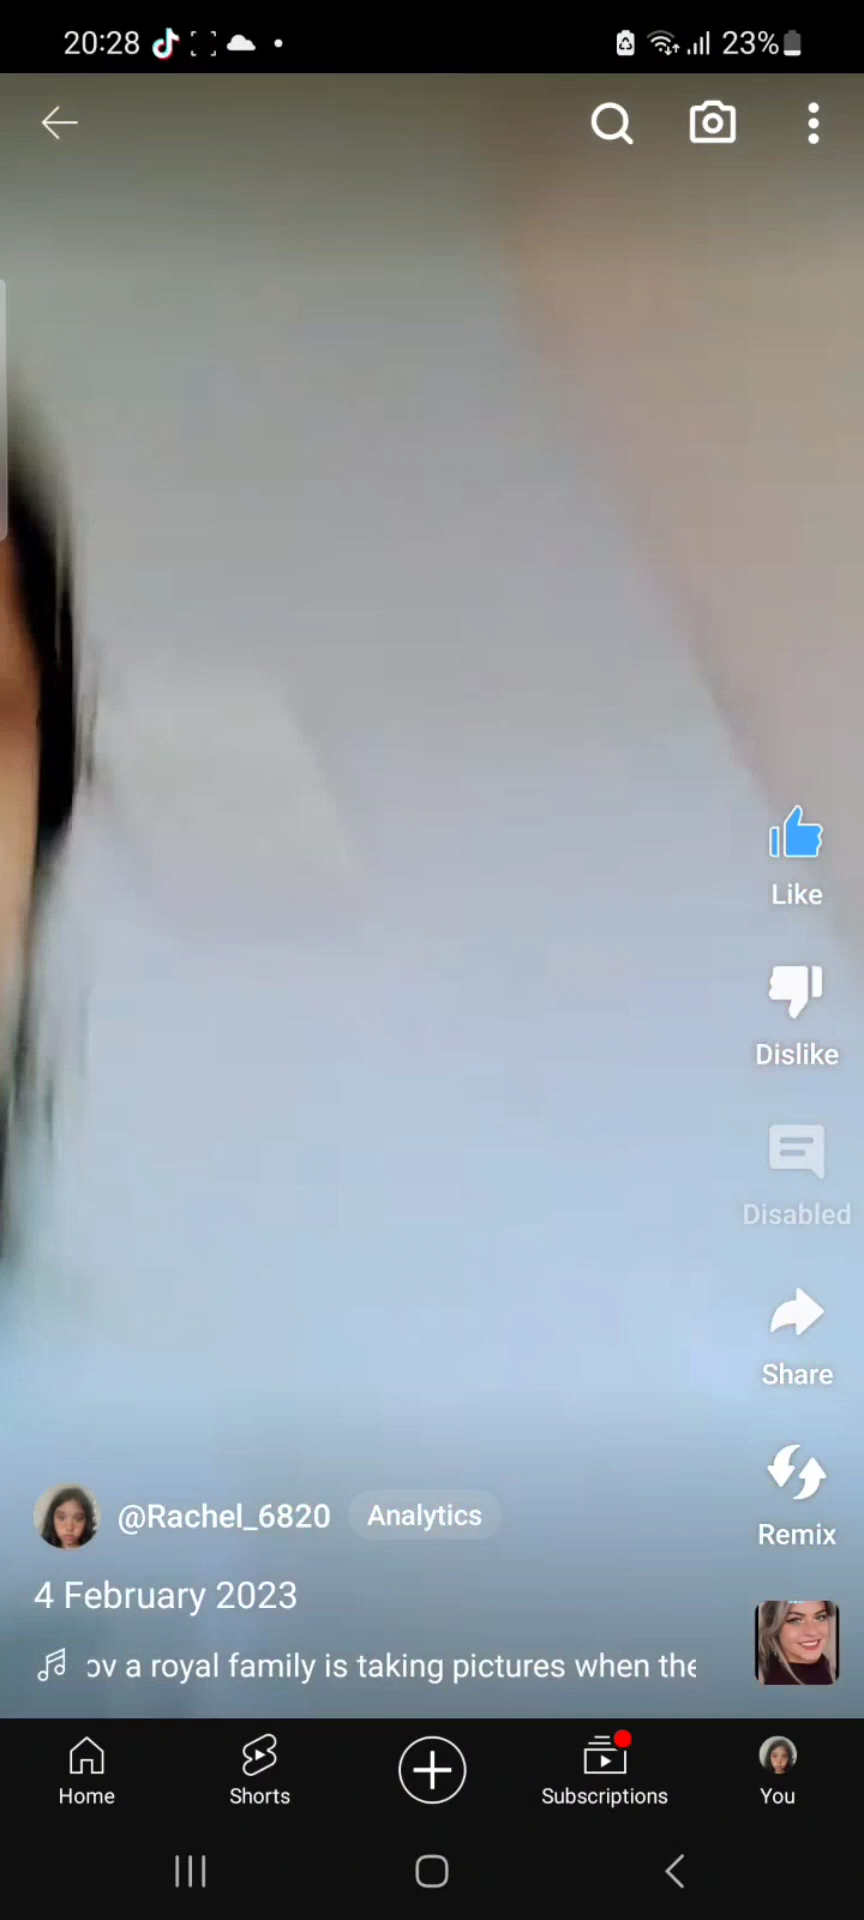 20:28
23%
Like
Dislike
Disabled
Share
Remix
@Rachel_6820 Analytics
4 February 2023
ov a royal family is taking pictures when the
Home Shorts Subscriptions You